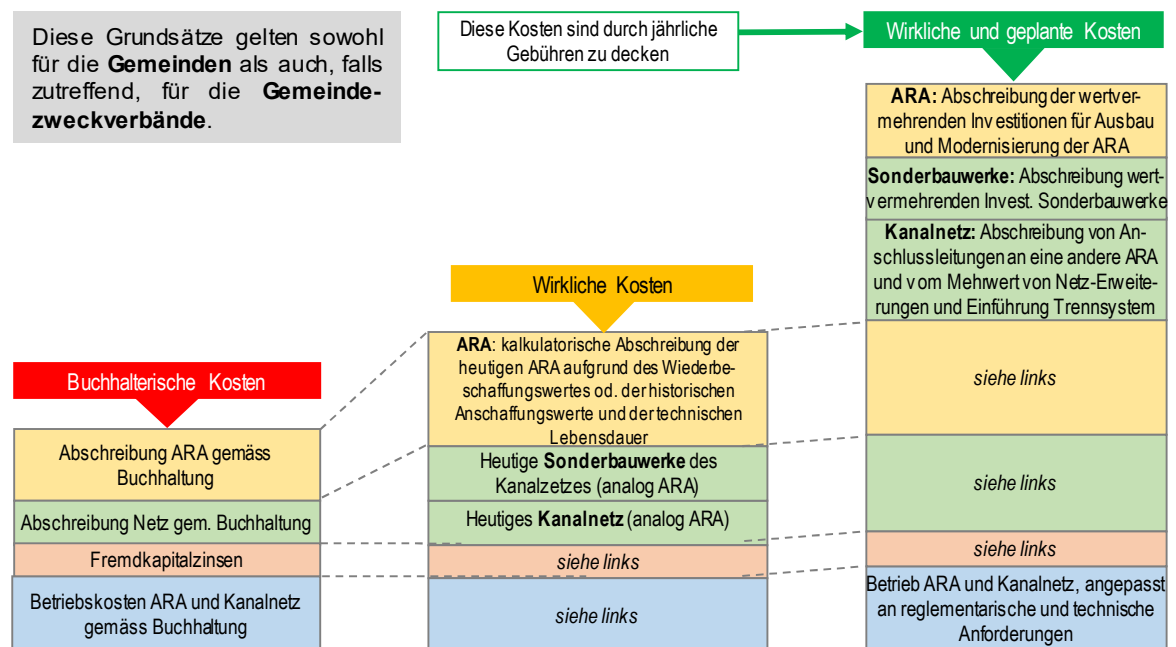 Diese Grundsätze gelten sowohl
für die Gemeinden als auch, falls
zutreffend, für die Gemeinde-
zweckverbände.
Diese Kosten sind durch jährliche
Gebühren zu decken
Wirkliche und geplante Kosten
ARA: Abschreibung der wertver-
mehrenden Investitionen für Ausbau
und Modernisierung der ARA
Sonderbauwerke: Abschreibung wert-
vermehrenden Invest. Sonderbauwerke
Kanalnetz: Abschreibung von An-
schlussleitungen an eine andere ARA
und vom Mehrwert von Netz-Erweite-
rungen und Einführung Trennsystem
siehe links
siehe links
siehe links
Betrieb ARA und Kanalnetz, angepasst
an reglementarische und technische
Anforderungen
Wirkliche Kosten
ARA: kalkulatorische Abschreibung der
heutigen ARA aufgrund des Wiederbe-
schaffungswertes od. der historischen
Anschaffungswerte und der technischen
Lebensdauer
Heutige Sonderbauwerke des
Kanalzetzes (analog ARA)
Heutiges Kanalnetz (analog ARA)
siehe links
siehe links
Buchhalterische Kosten
Abschreibung ARA gemäss
Buchhaltung
Abschreibung Netz gem. Buchhaltung
Fremdkapitalzinsen
Betriebskosten ARA und Kanalnetz
gemäss Buchhaltung